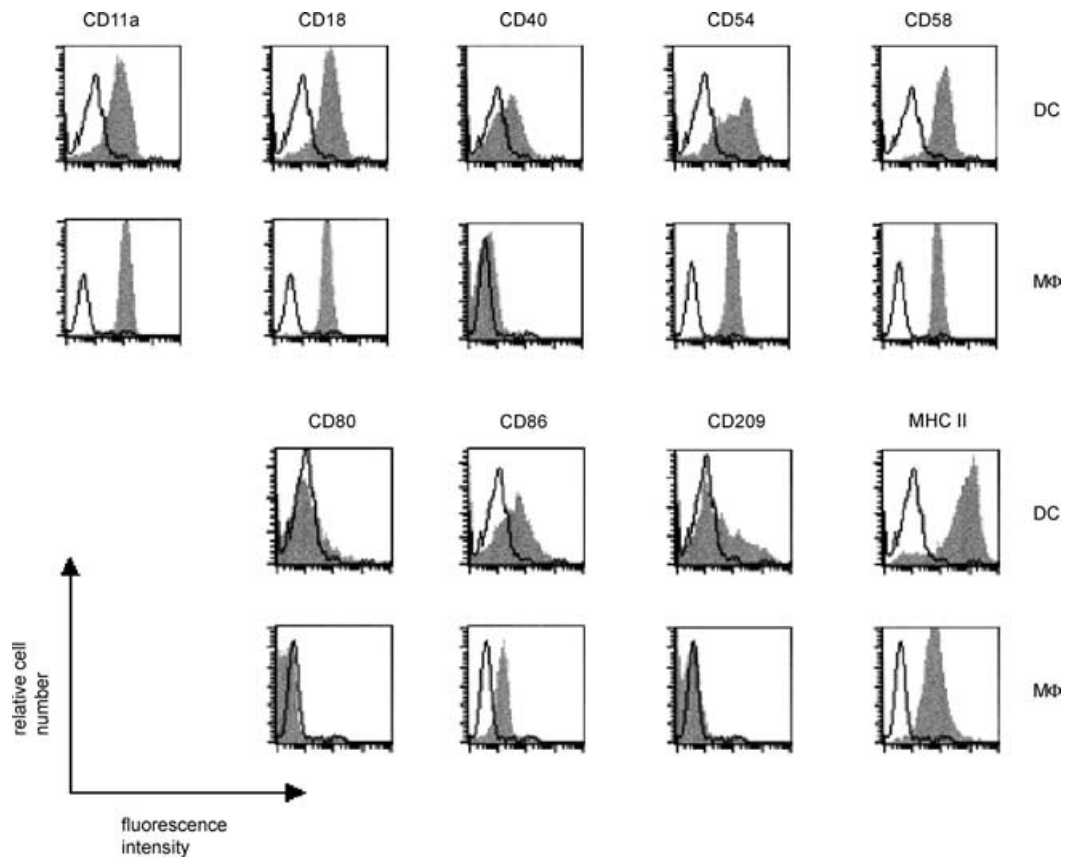 CD11a CD18 CD40 CD54 CD58
DC
MΦ
CD80 CD86 CD209 MHC II
DC
MΦ
relative cell
number
fluorescence
intensity